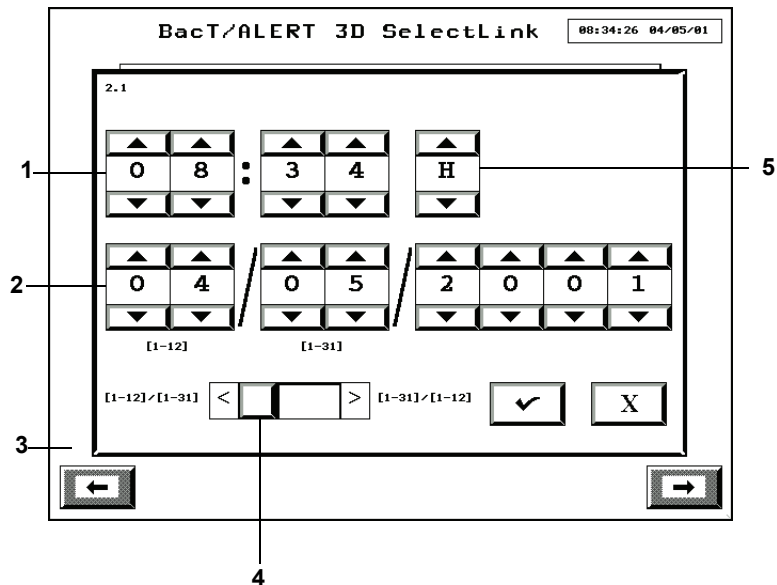 BacT/ALERT 3D SelectLink 08:34:26 04/05/01
2.1
1 0 8 : 3 4 H 5
2 0 4 / 0 5 / 2 0 0 1
[1-12] [1-31]
[1-12]/[1-31] < > [1-31]/[1-12] X
3
4